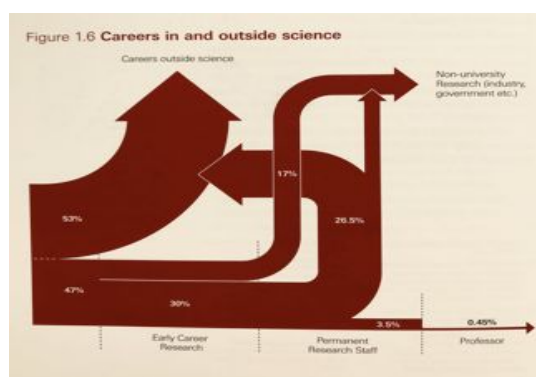 Figure 1.6 Careers in and outside science
Careers outside science
Non-university
Research (industry,
government etc.)
17%
53%
26.5%
47%
30%
3.5%
0.45%
Early Career
Research
Permanent
Research Staff
Professor